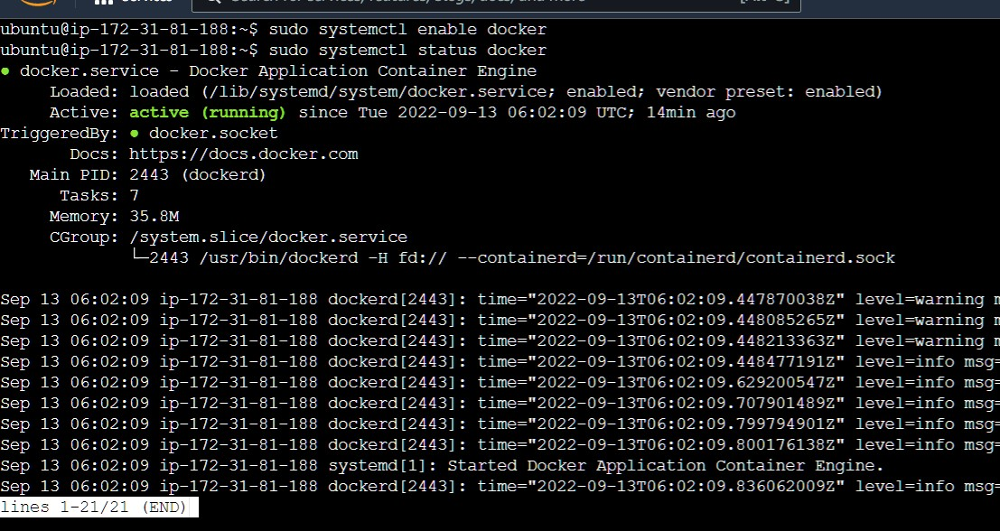 Services Search for services, features, blogs, docs, and more [Alt+S]
ubuntu@ip-172-31-81-188:~$ sudo systemctl enable docker
ubuntu@ip-172-31-81-188:~$ sudo systemctl status docker
● docker.service - Docker Application Container Engine
Loaded: loaded (/lib/systemd/system/docker.service; enabled; vendor preset: enabled)
Active: active (running) since Tue 2022-09-13 06:02:09 UTC; 14min ago
TriggeredBy: ● docker.socket
Docs: https://docs.docker.com
Main PID: 2443 (dockerd)
Tasks: 7
Memory: 35.8M
CGroup: /system.slice/docker.service
└─2443 /usr/bin/dockerd -H fd:// --containerd=/run/containerd/containerd.sock
Sep 13 06:02:09 ip-172-31-81-188 dockerd[2443]: time="2022-09-13T06:02:09.447870038Z" level=warning m
Sep 13 06:02:09 ip-172-31-81-188 dockerd[2443]: time="2022-09-13T06:02:09.448085265Z" level=warning m
Sep 13 06:02:09 ip-172-31-81-188 dockerd[2443]: time="2022-09-13T06:02:09.448213363Z" level=warning m
Sep 13 06:02:09 ip-172-31-81-188 dockerd[2443]: time="2022-09-13T06:02:09.448477191Z" level=info msg=
Sep 13 06:02:09 ip-172-31-81-188 dockerd[2443]: time="2022-09-13T06:02:09.629200547Z" level=info msg=
Sep 13 06:02:09 ip-172-31-81-188 dockerd[2443]: time="2022-09-13T06:02:09.707901489Z" level=info msg=
Sep 13 06:02:09 ip-172-31-81-188 dockerd[2443]: time="2022-09-13T06:02:09.799794901Z" level=info msg=
Sep 13 06:02:09 ip-172-31-81-188 dockerd[2443]: time="2022-09-13T06:02:09.800176138Z" level=info msg=
Sep 13 06:02:09 ip-172-31-81-188 systemd[1]: Started Docker Application Container Engine.
Sep 13 06:02:09 ip-172-31-81-188 dockerd[2443]: time="2022-09-13T06:02:09.836062009Z" level=info msg=
lines 1-21/21 (END)